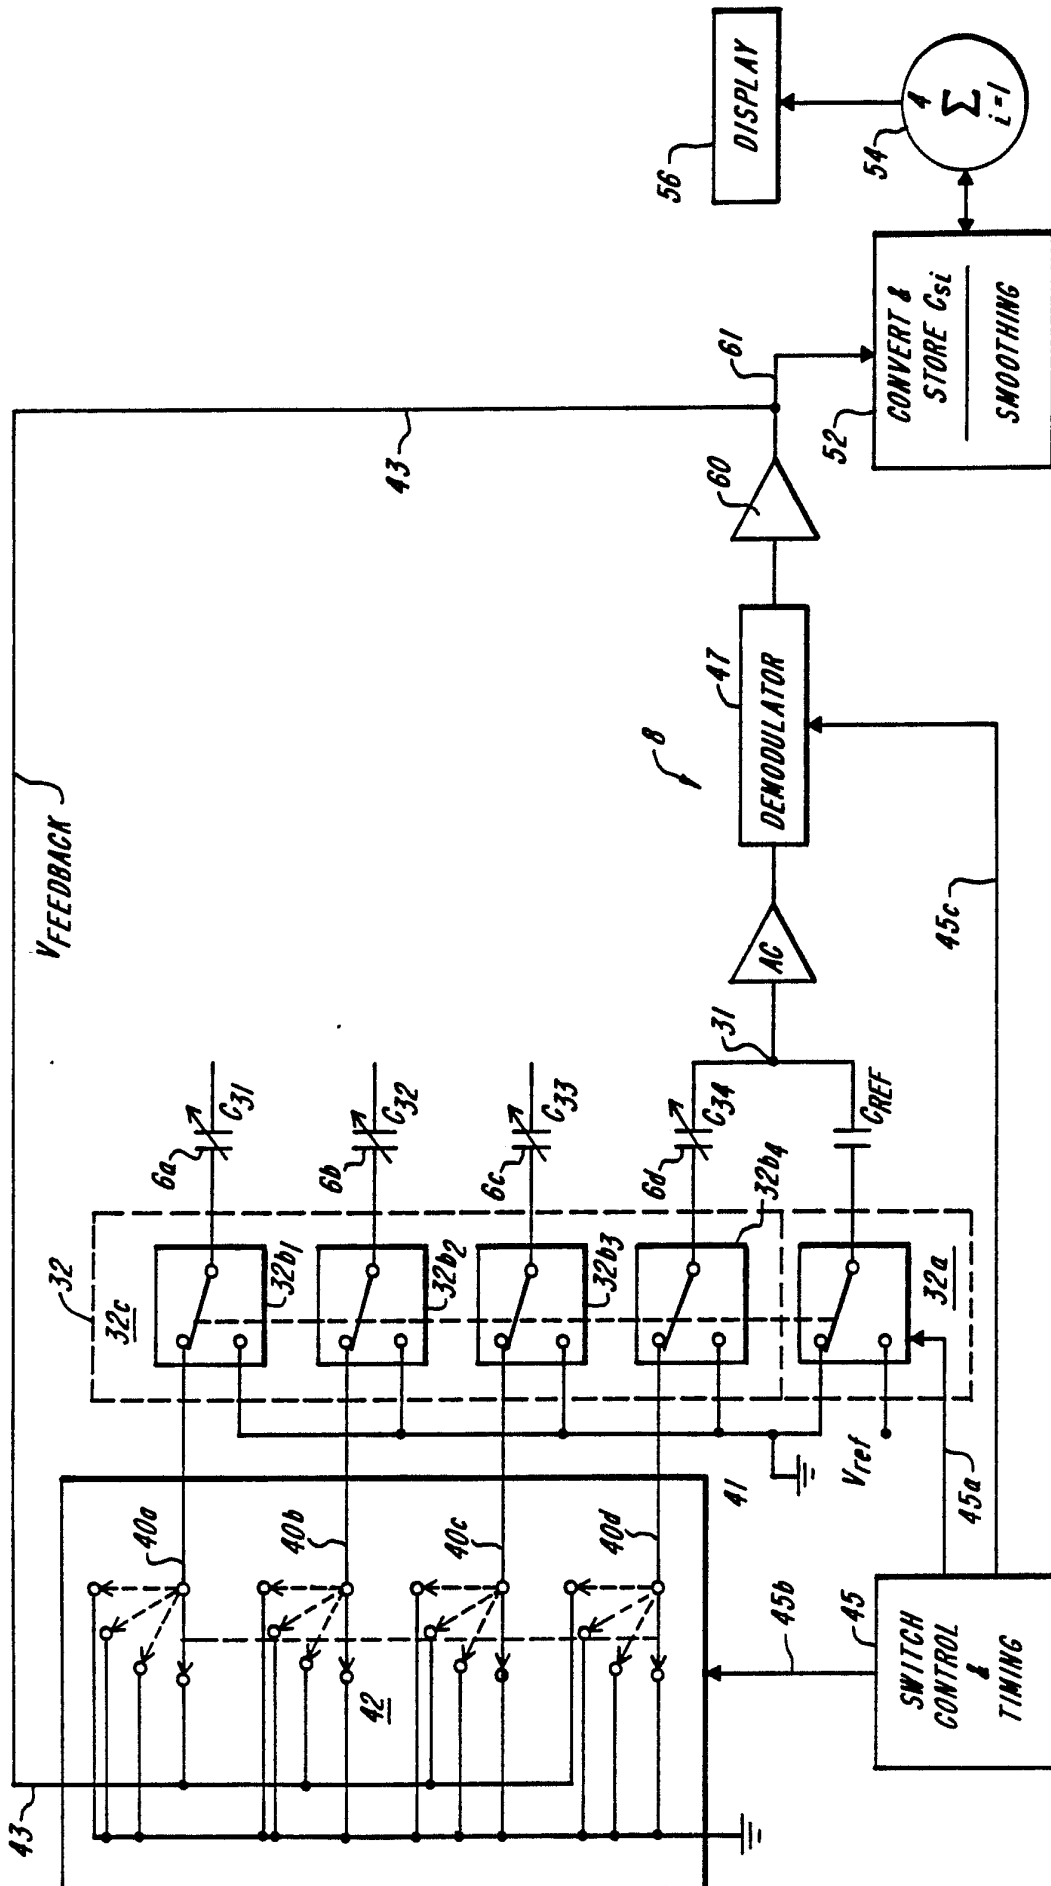 43
VFEEDBACK
43
56
DISPLAY
54
4
Σ
i=1
61
52
CONVERT &
STORE Csi
SMOOTHING
60
47
DEMODULATOR
8
45c
AC
31
6a
C31
6b
C32
6c
C33
6d
C34
CREF
32
32c
32b1
32b2
32b3
32b4
32a
41
Vref
45a
40a
40b
40c
40d
42
43
45b
45
SWITCH
CONTROL
&
TIMING